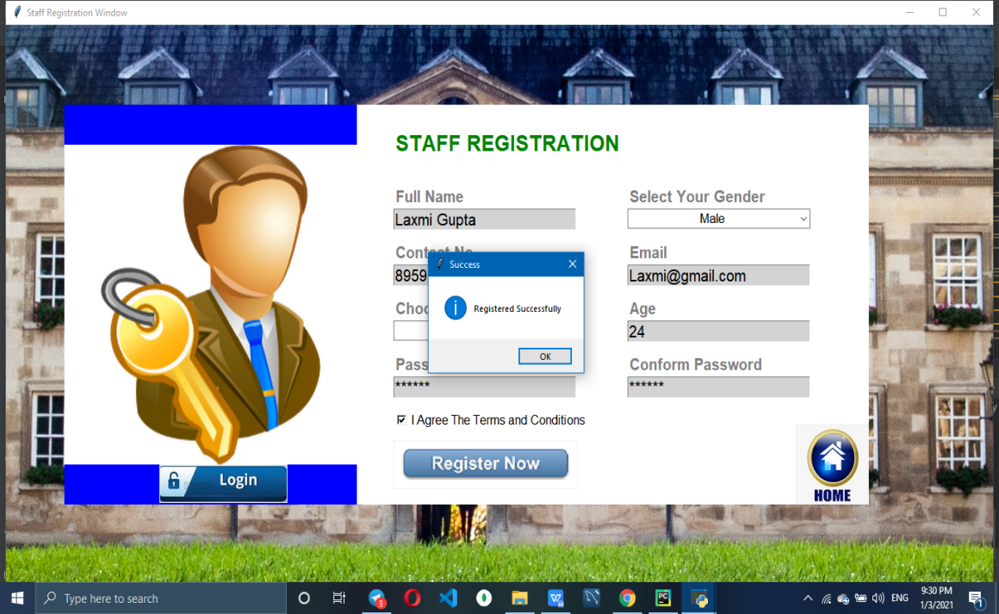 Staff Registration Window
STAFF REGISTRATION
Full Name
Select Your Gender
Laxmi Gupta
Male
Contact No
Email
8959
Laxmi@gmail.com
Success
Registered Successfully
OK
Choo
Age
24
Pass
Conform Password
******
******
I Agree The Terms and Conditions
Register Now
Login
HOME
Type here to search
9
ENG
9:30 PM
1/3/2021
1